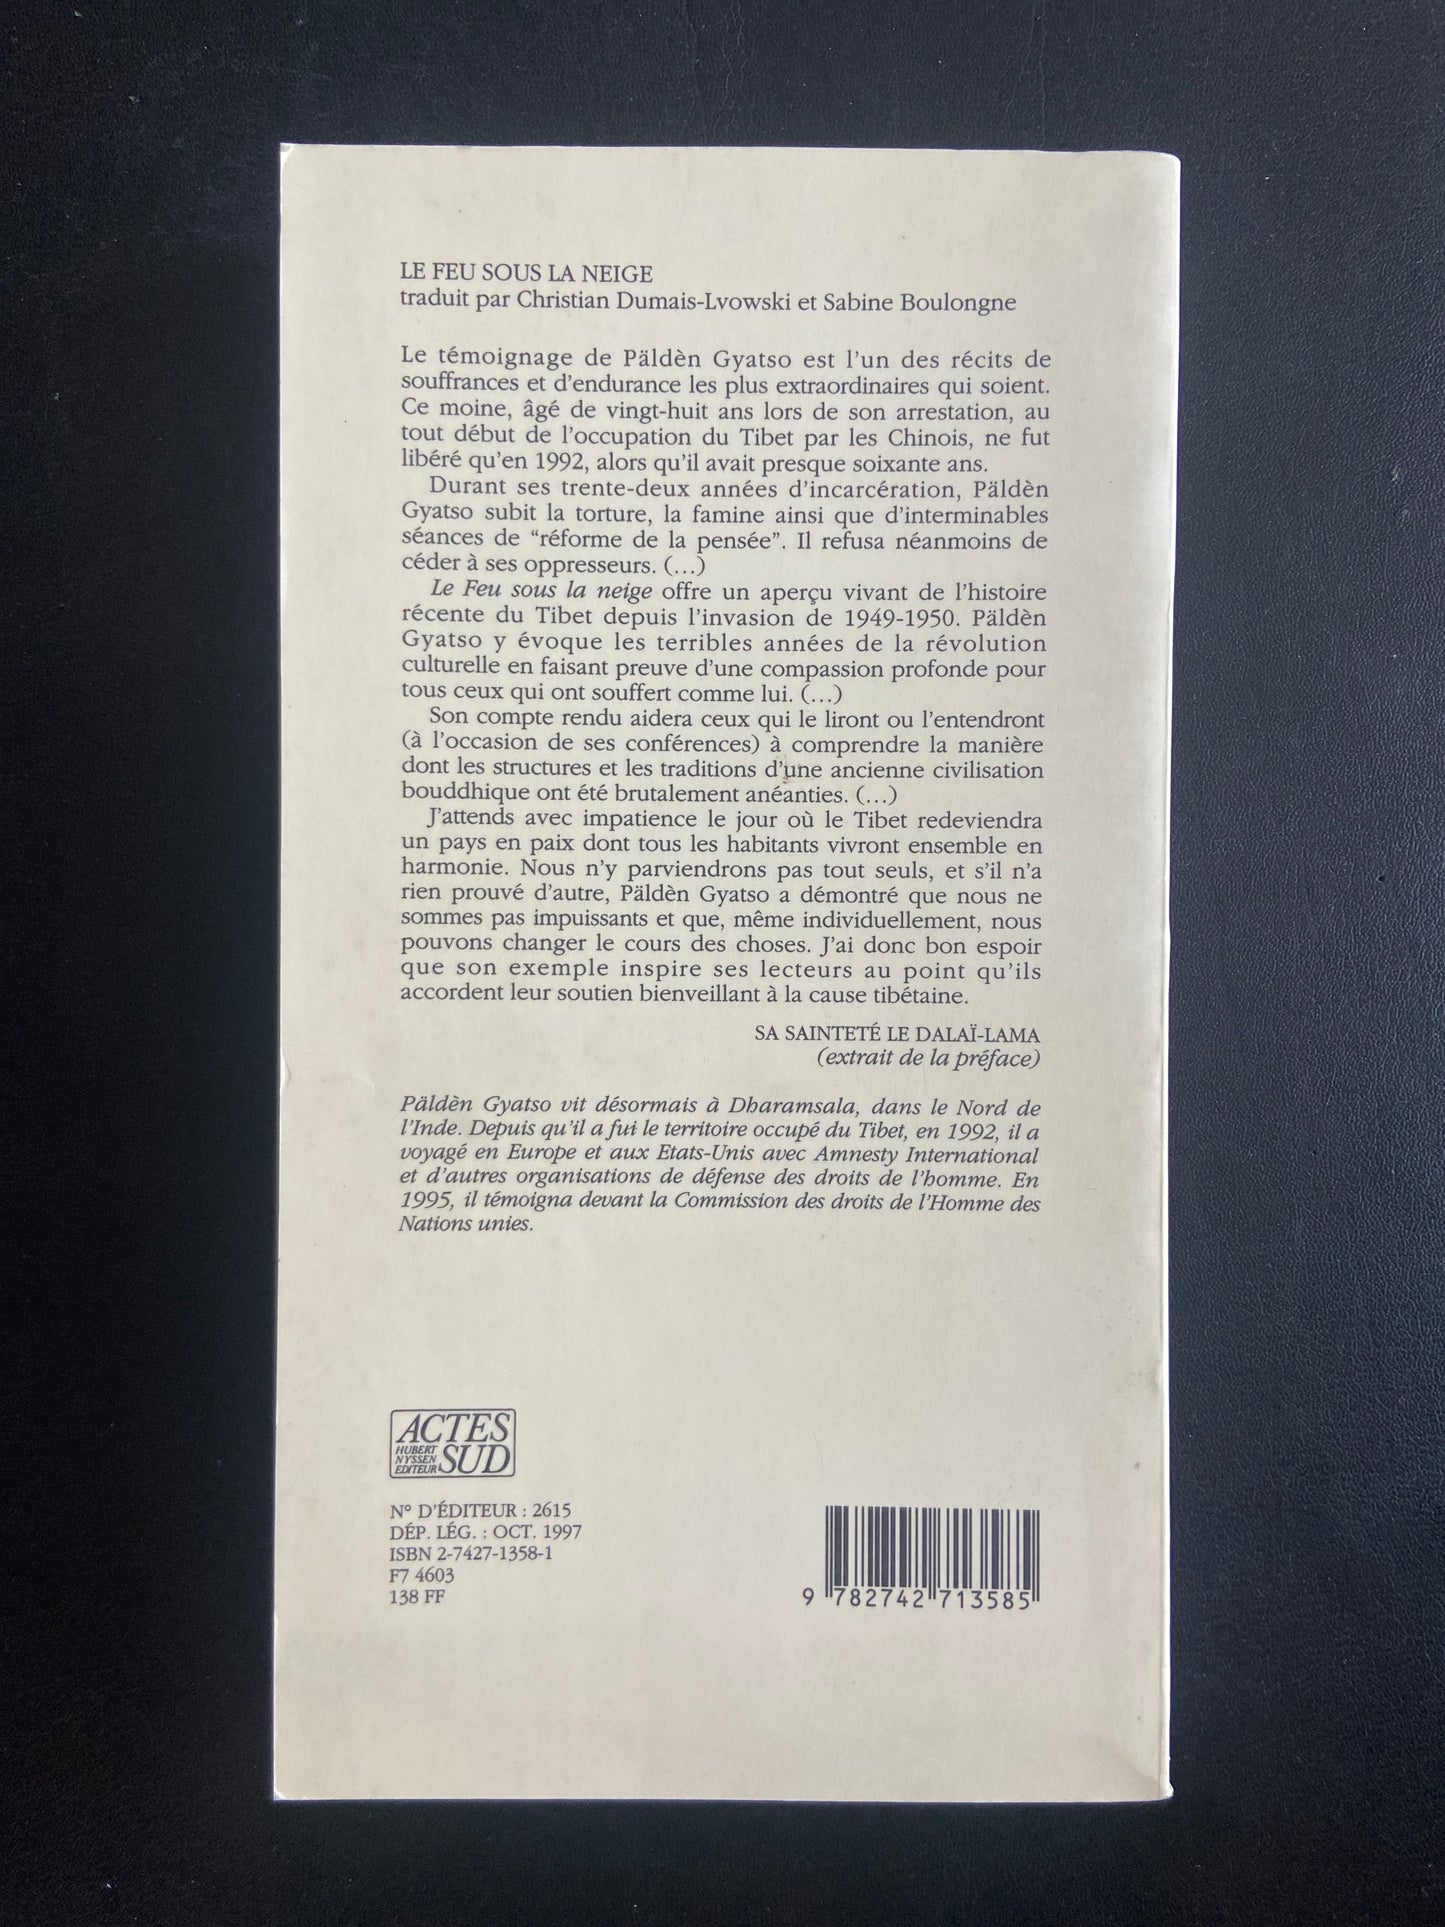 LE FEU SOUS LA NEIGE
traduit par Christian Dumais-Lvowski et Sabine Boulongne
Le témoignage de Päldèn Gyatso est l'un des récits de
souffrances et d'endurance les plus extraordinaires qui soient.
Ce moine, âgé de vingt-huit ans lors de son arrestation, au
tout début de l'occupation du Tibet par les Chinois, ne fut
libéré qu'en 1992, alors qu'il avait presque soixante ans.
Durant ses trente-deux années d'incarcération, Päldèn
Gyatso subit la torture, la famine ainsi que d'interminables
séances de “réforme de la pensée”. Il refusa néanmoins de
céder à ses oppresseurs. (…)
Le Feu sous la neige offre un aperçu vivant de l'histoire
récente du Tibet depuis l'invasion de 1949-1950. Päldèn
Gyatso y évoque les terribles années de la révolution
culturelle en faisant preuve d'une compassion profonde pour
tous ceux qui ont souffert comme lui. (…)
Son compte rendu aidera ceux qui le liront ou l'entendront
(à l'occasion de ses conférences) à comprendre la manière
dont les structures et les traditions d'une ancienne civilisation
bouddhique ont été brutalement anéanties. (…)
J'attends avec impatience le jour où le Tibet redeviendra
un pays en paix dont tous les habitants vivront ensemble en
harmonie. Nous n'y parviendrons pas tout seuls, et s'il n'a
rien prouvé d'autre, Päldèn Gyatso a démontré que nous ne
sommes pas impuissants et que, même individuellement, nous
pouvons changer le cours des choses. J'ai donc bon espoir
que son exemple inspire ses lecteurs au point qu'ils
accordent leur soutien bienveillant à la cause tibétaine.
SA SAINTETÉ LE DALAÏ-LAMA
(extrait de la préface)
Päldèn Gyatso vit désormais à Dharamsala, dans le Nord de
l'Inde. Depuis qu'il a fui le territoire occupé du Tibet, en 1992, il a
voyagé en Europe et aux Etats-Unis avec Amnesty International
et d'autres organisations de défense des droits de l'homme. En
1995, il témoigna devant la Commission des droits de l'Homme des
Nations unies.
ACTES
HUBERT
NYSSEN
EDITEUR
SUD
N° D'ÉDITEUR : 2615
DÉP. LÉG. : OCT. 1997
ISBN 2-7427-1358-1
F7 4603
138 FF
9 782742 713585